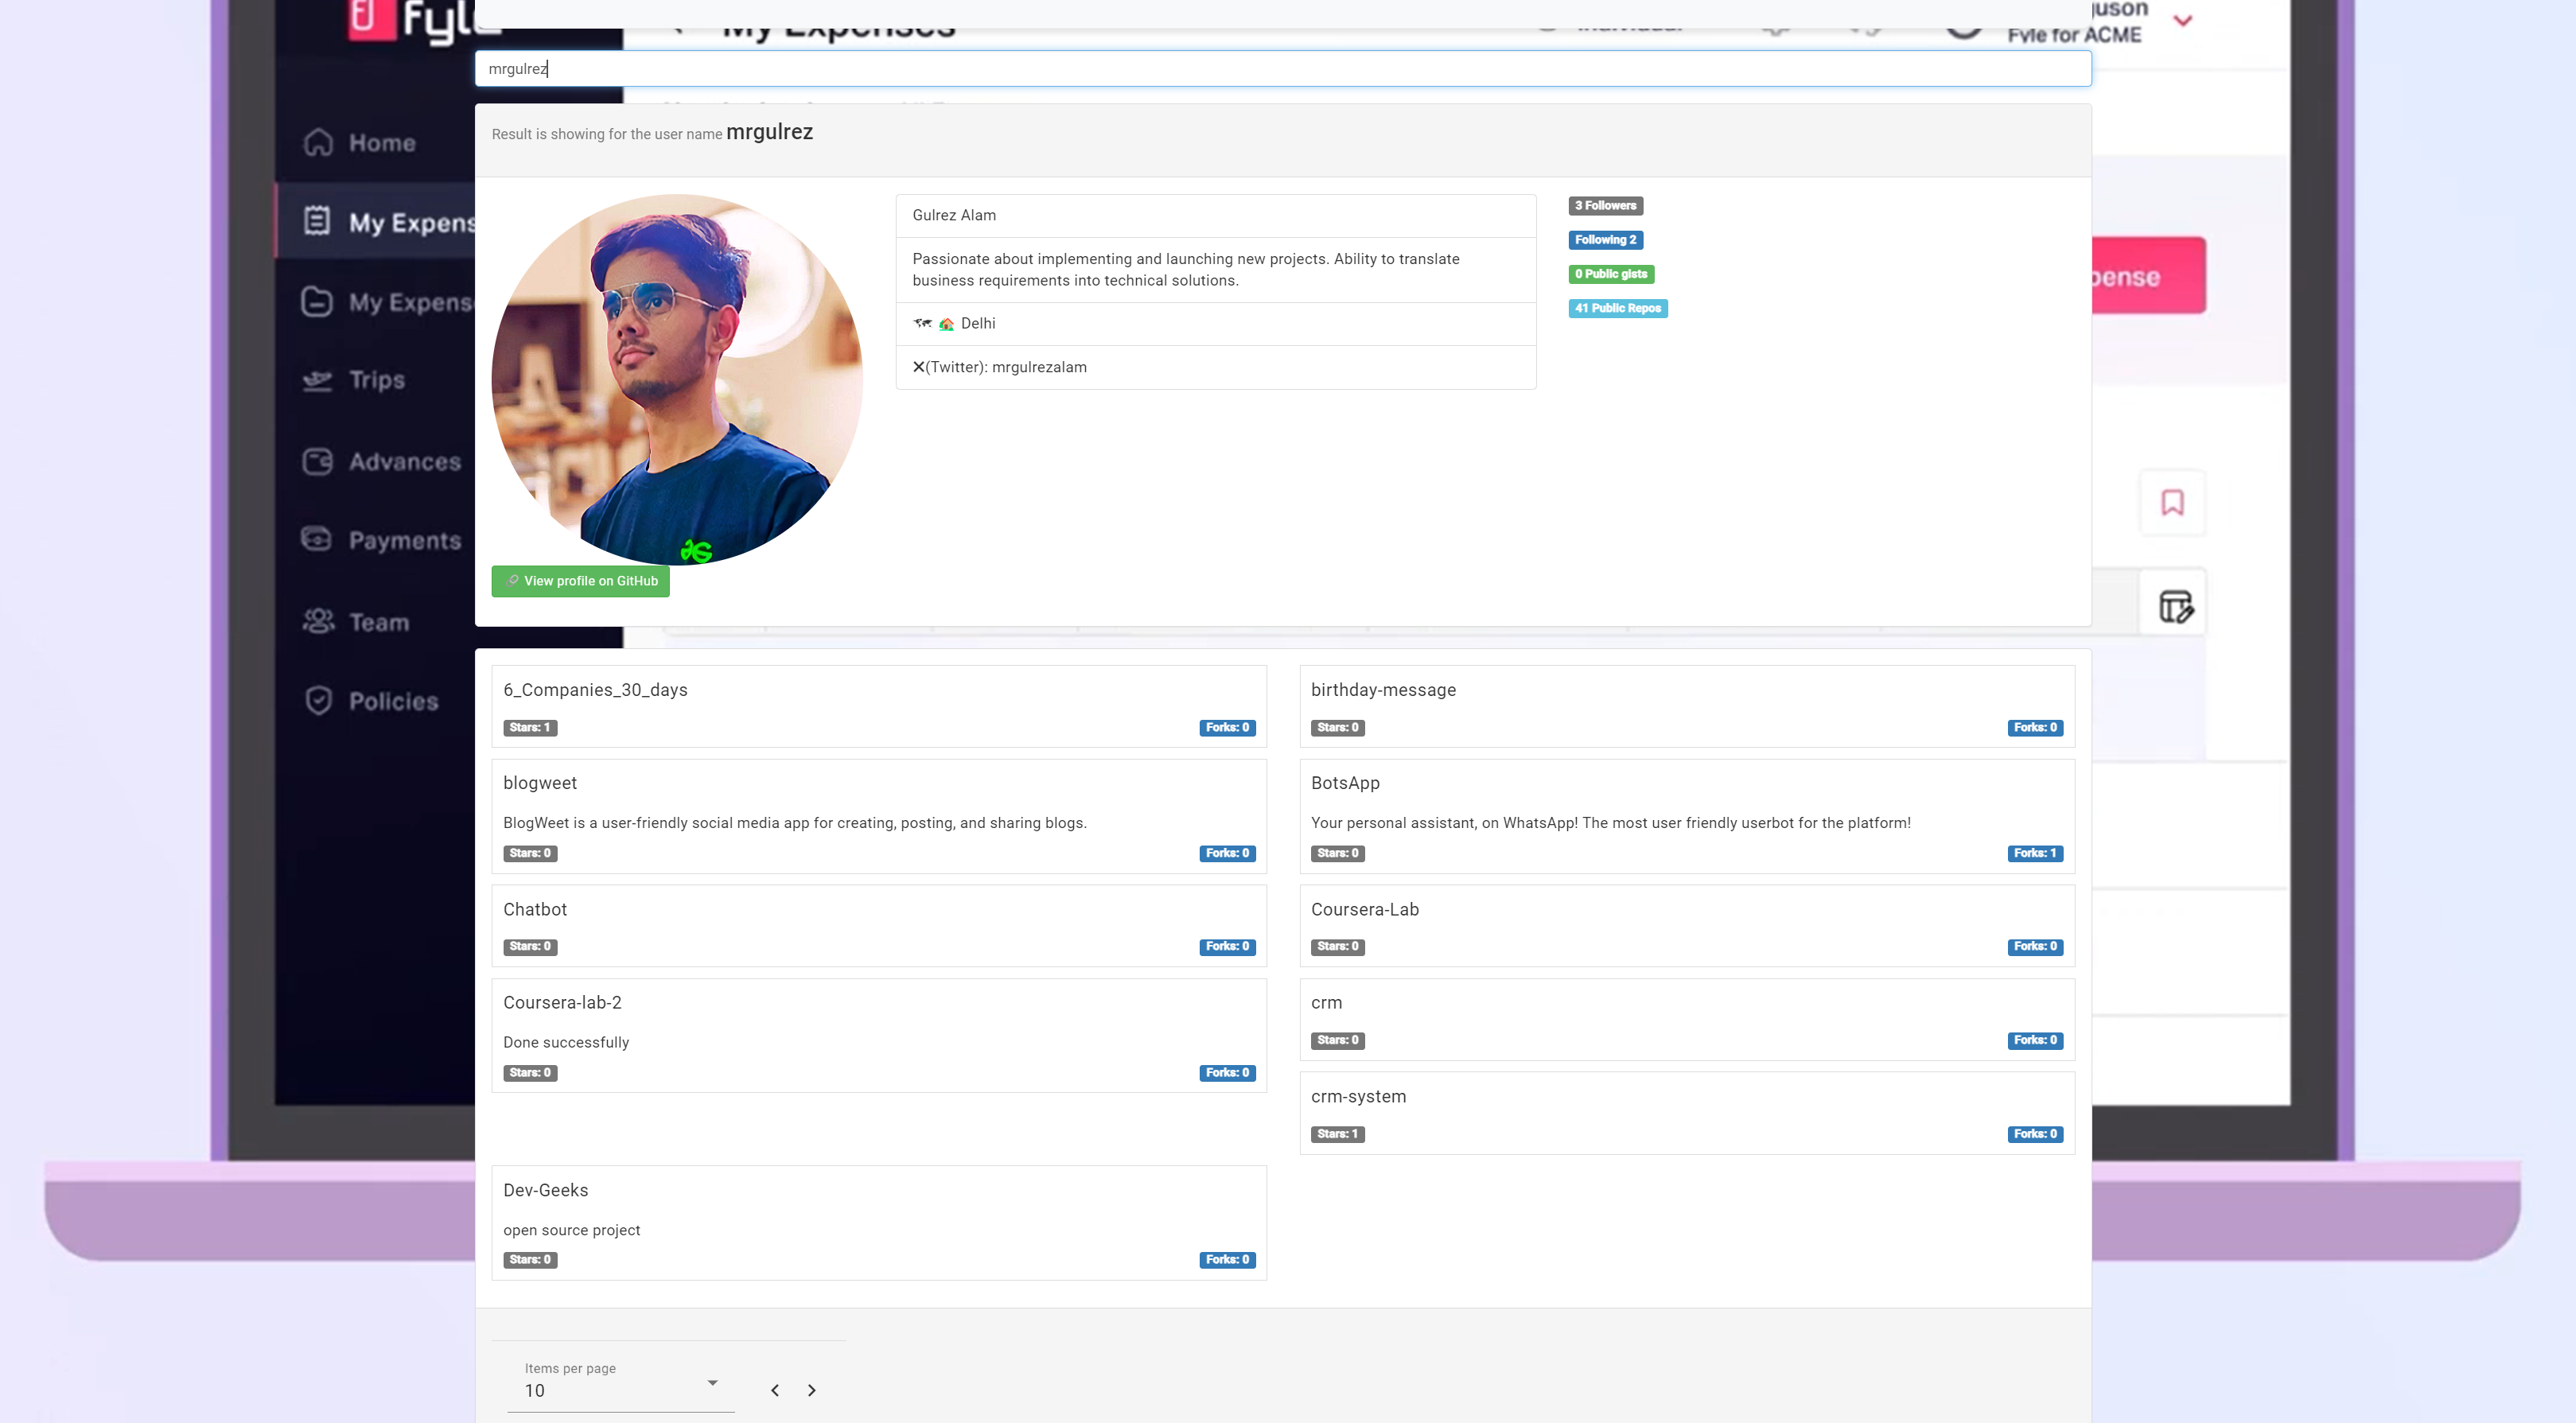 fyle
My Expenses
Fyle for ACME
mrgulrez
Result is showing for the user name mrgulrez
Home
My Expens
My Expens
Trips
Advances
Payments
Team
Policies
pense
Gulrez Alam
Passionate about implementing and launching new projects. Ability to translate
business requirements into technical solutions.
🗺 🏠 Delhi
❌(Twitter): mrgulrezalam
3 Followers
Following 2
0 Public gists
41 Public Repos
View profile on GitHub
6_Companies_30_days
Stars: 1
Forks: 0
birthday-message
Stars: 0
Forks: 0
blogweet
BlogWeet is a user-friendly social media app for creating, posting, and sharing blogs.
Stars: 0
Forks: 0
BotsApp
Your personal assistant, on WhatsApp! The most user friendly userbot for the platform!
Stars: 0
Forks: 1
Chatbot
Stars: 0
Forks: 0
Coursera-Lab
Stars: 0
Forks: 0
Coursera-lab-2
Done successfully
Stars: 0
Forks: 0
crm
Stars: 0
Forks: 0
crm-system
Stars: 1
Forks: 0
Dev-Geeks
open source project
Stars: 0
Forks: 0
Items per page
10